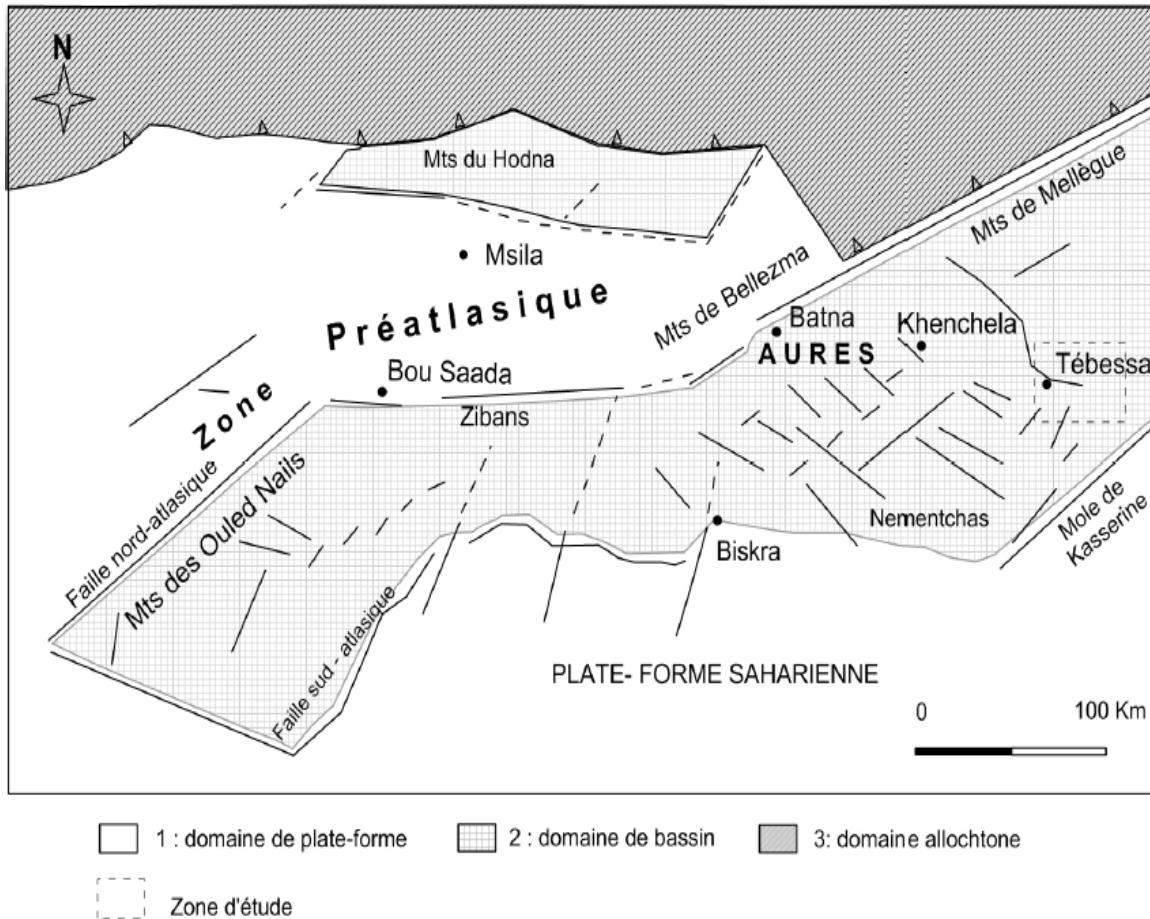 N
Mts du Hodna
Mts de Mellègue
Msila
Préatlasique
Mts de Bellezma
Batna
Khenchela
AURES
Tébessa
Bou Saada
Zone
Zibans
Faille nord-atlasique
Mts des Ouled Nails
Nementchas
Mole de
Kasserine
Biskra
Faille sud - atlasique
PLATE- FORME SAHARIENNE
0 100 Km
1 : domaine de plate-forme 2 : domaine de bassin 3: domaine allochtone
Zone d'étude